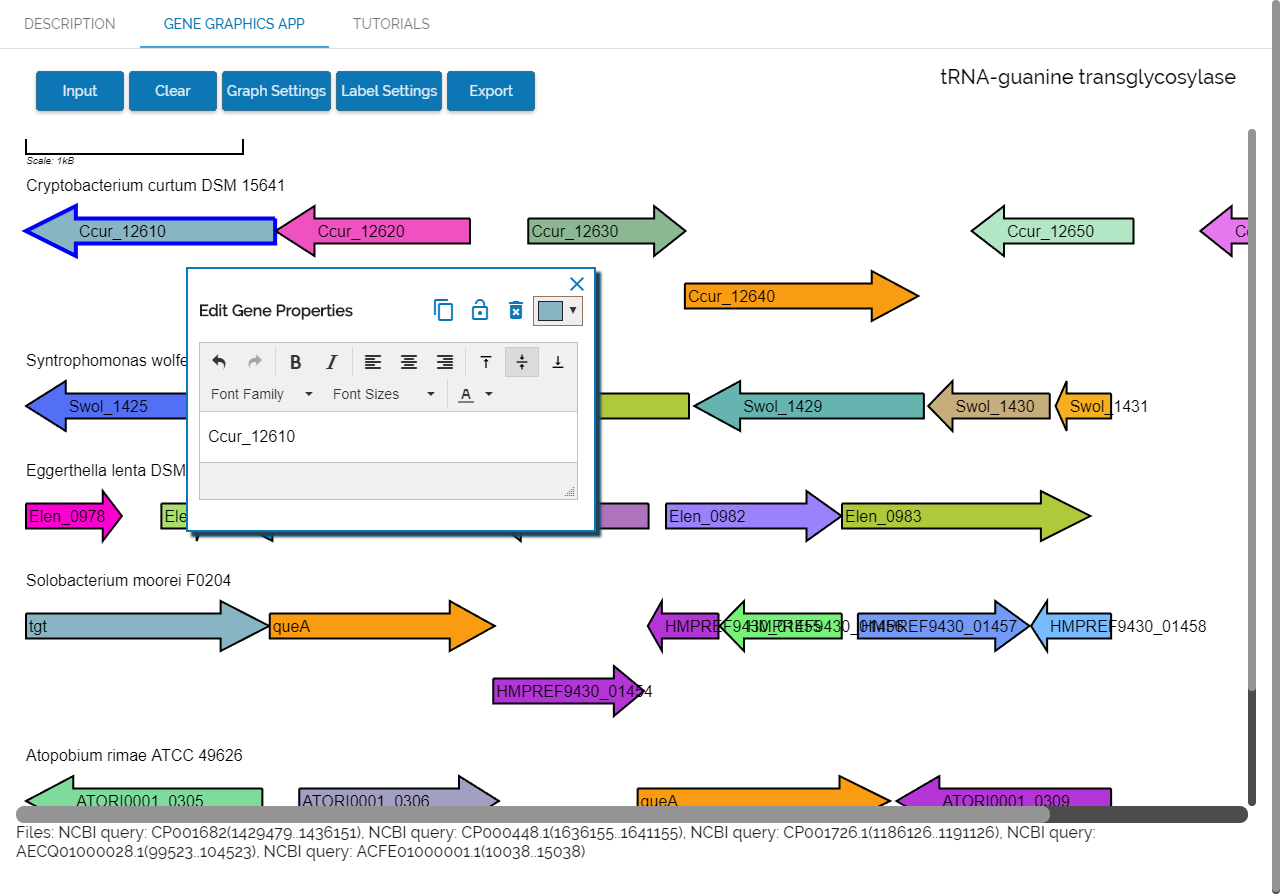 DESCRIPTION GENE GRAPHICS APP TUTORIALS
Input Clear Graph Settings Label Settings Export
tRNA-guanine transglycosylase
Scale: 1kB
Cryptobacterium curtum DSM 15641
Ccur_12610 Ccur_12620 Ccur_12630 Ccur_12650
Ccur_12640
Edit Gene Properties
Font Family Font Sizes A
Ccur_12610
Syntrophomonas wolfe
Swol_1425 Swol_1429 Swol_1430 Swol_1431
Eggerthella lenta DSM
Elen_0978 Ele Elen_0982 Elen_0983
Solobacterium moorei F0204
tgt queA HMPREF9430_01455 HMPREF9430_01456 HMPREF9430_01457 HMPREF9430_01458
HMPREF9430_01454
Atopobium rimae ATCC 49626
ATORI0001_0305 ATORI0001_0306 queA ATORI0001_0309
Files: NCBI query: CP001682(1429479..1436151), NCBI query: CP000448.1(1636155..1641155), NCBI query: CP001726.1(1186126..1191126), NCBI query:
AECQ01000028.1(99523..104523), NCBI query: ACFE01000001.1(10038..15038)